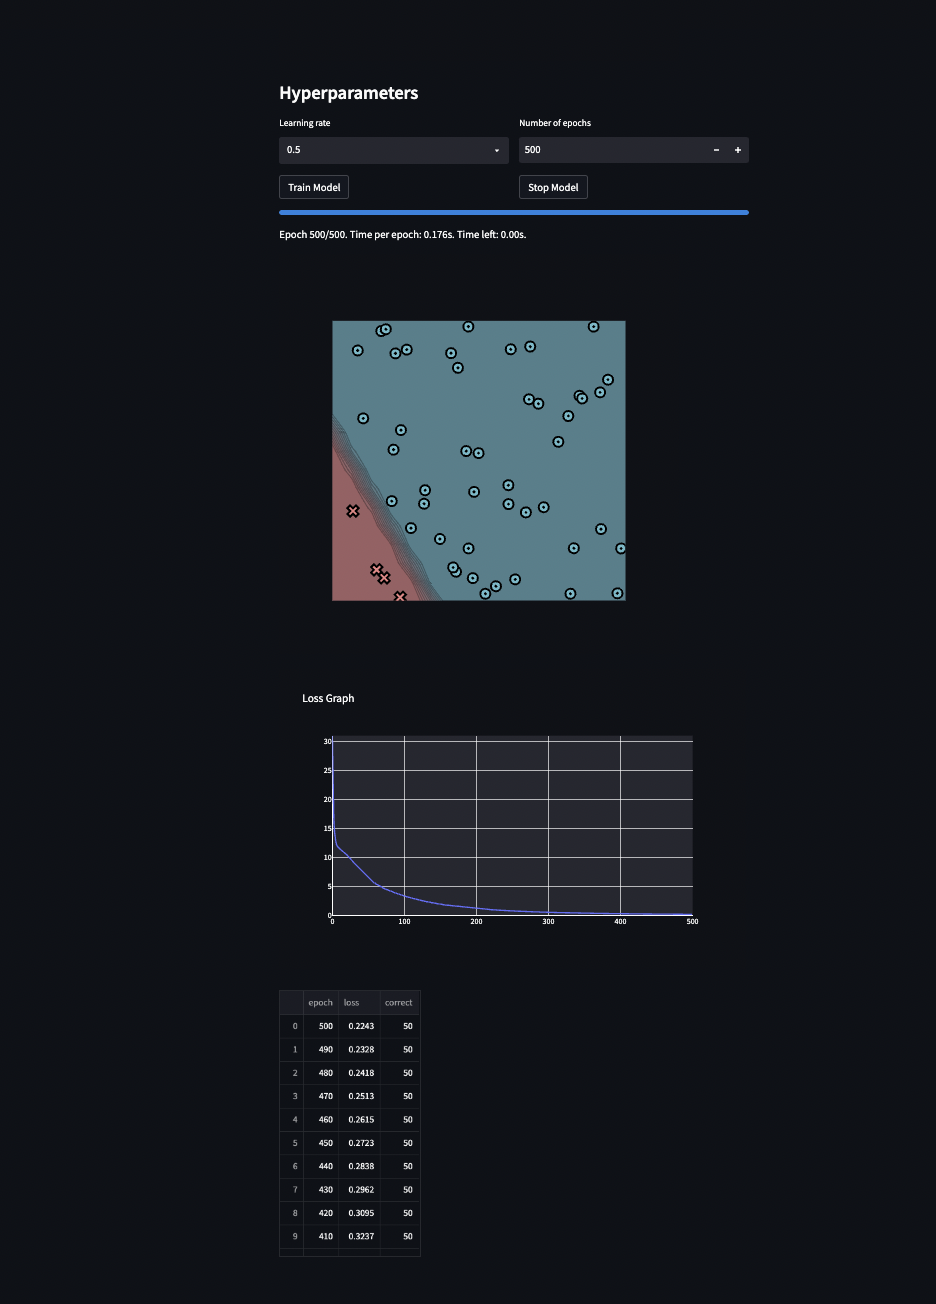 Hyperparameters
Learning rate Number of epochs
0.5 500 − +
Train Model Stop Model
Epoch 500/500. Time per epoch: 0.176s. Time left: 0.00s.
Loss Graph
30
25
20
15
10
5
0
0 100 200 300 400 500
epoch loss correct
0 500 0.2243 50
1 490 0.2328 50
2 480 0.2418 50
3 470 0.2513 50
4 460 0.2615 50
5 450 0.2723 50
6 440 0.2838 50
7 430 0.2962 50
8 420 0.3095 50
9 410 0.3237 50